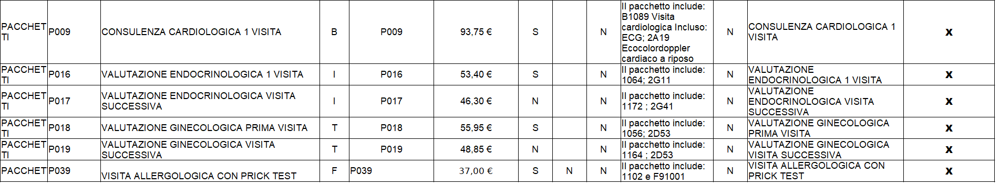 PACCHET
TI
P009
CONSULENZA CARDIOLOGICA 1 VISITA
B
P009
93,75 €
S
N
Il pacchetto include:
B1089 Visita
cardiologica Incluso:
ECG; 2A19
Ecocolordoppler
cardiaco a riposo
N
CONSULENZA CARDIOLOGICA 1
VISITA
X
PACCHET
TI
P016
VALUTAZIONE ENDOCRINOLOGICA 1 VISITA
I
P016
53,40 €
S
N
Il pacchetto include:
1064; 2G11
N
VALUTAZIONE
ENDOCRINOLOGICA 1 VISITA
X
PACCHET
TI
P017
VALUTAZIONE ENDOCRINOLOGICA VISITA
SUCCESSIVA
I
P017
46,30 €
N
N
Il pacchetto include:
1172 ; 2G41
N
VALUTAZIONE
ENDOCRINOLOGICA VISITA
SUCCESSIVA
X
PACCHET
TI
P018
VALUTAZIONE GINECOLOGICA PRIMA VISITA
T
P018
55,95 €
S
N
Il pacchetto include:
1056; 2D53
N
VALUTAZIONE GINECOLOGICA
PRIMA VISITA
X
PACCHET
TI
P019
VALUTAZIONE GINECOLOGICA VISITA
SUCCESSIVA
T
P019
48,85 €
N
N
Il pacchetto include:
1164 ; 2D53
N
VALUTAZIONE GINECOLOGICA
VISITA SUCCESSIVA
X
PACCHET
P039
VISITA ALLERGOLOGICA CON PRICK TEST
F
P039
37,00 €
S
N
N
Il pacchetto include:
1102 e F91001
N
VISITA ALLERGOLOGICA CON
PRICK TEST
X